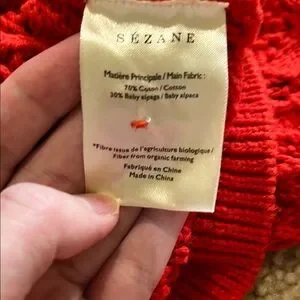 SÉZANE
Matière Principale / Main Fabric :
70% Coton / Cotton
30% Baby alpaga / Baby alpaca
*Fibre issue de l'agriculture biologique /
Fiber from organic farming
Fabriqué en Chine
Made in China